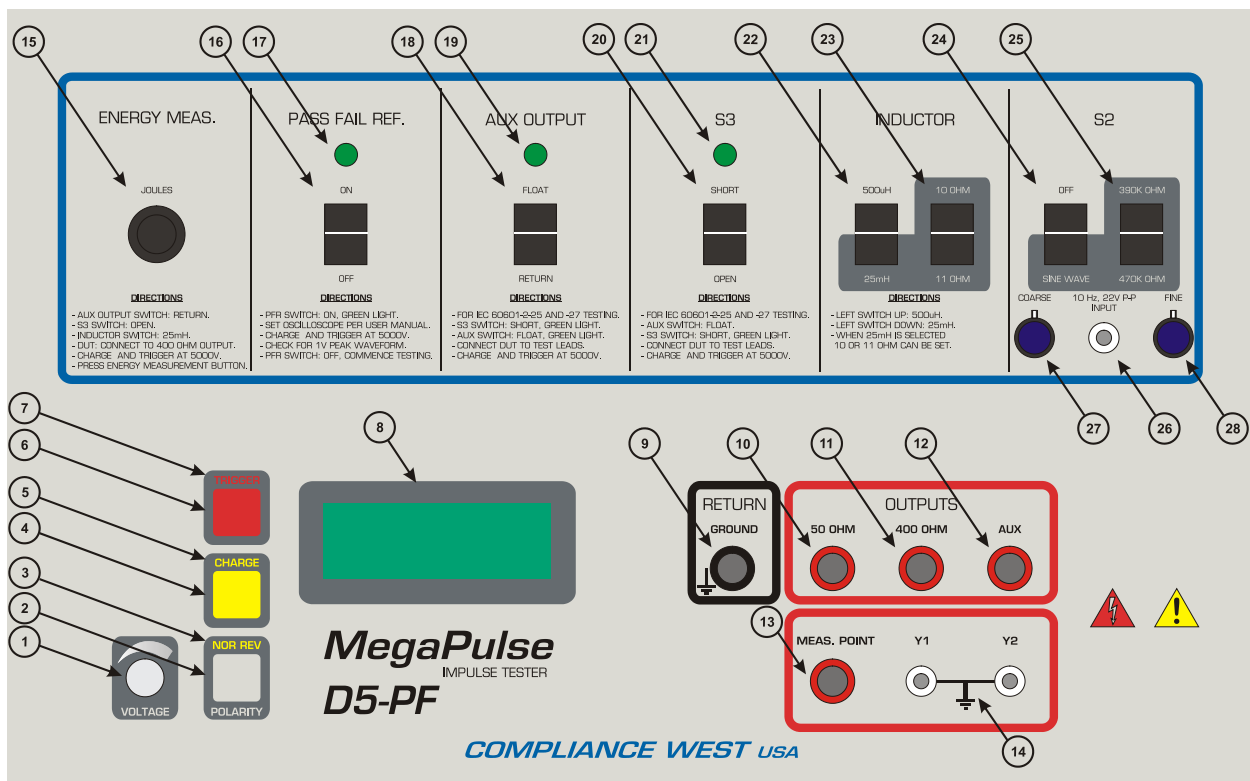 15
16
17
18
19
20
21
22
23
24
25
ENERGY MEAS.
JOULES
DIRECTIONS
- AUX OUTPUT SWITCH: RETURN.
- S3 SWITCH: OPEN.
- INDUCTOR SWITCH: 25mH.
- DUT: CONNECT TO 400 OHM OUTPUT.
- CHARGE AND TRIGGER AT 5000V.
- PRESS ENERGY MEASUREMENT BUTTON.
PASS FAIL REF.
ON
OFF
DIRECTIONS
- PFR SWITCH: ON, GREEN LIGHT.
- SET OSCILLOSCOPE PER USER MANUAL.
- CHARGE AND TRIGGER AT 5000V.
- CHECK FOR 1V PEAK WAVEFORM.
- PFR SWITCH: OFF, COMMENCE TESTING.
AUX OUTPUT
FLOAT
RETURN
DIRECTIONS
- FOR IEC 60601-2-25 AND -27 TESTING.
- S3 SWITCH: SHORT, GREEN LIGHT.
- AUX SWITCH: FLOAT, GREEN LIGHT.
- CONNECT DUT TO TEST LEADS.
- CHARGE AND TRIGGER AT 5000V.
S3
SHORT
OPEN
DIRECTIONS
- FOR IEC 60601-2-25 AND -27 TESTING.
- AUX SWITCH: FLOAT.
- S3 SWITCH: SHORT, GREEN LIGHT.
- CONNECT DUT TO TEST LEADS.
- CHARGE AND TRIGGER AT 5000V.
INDUCTOR
500uH
10 OHM
25mH
11 OHM
DIRECTIONS
- LEFT SWITCH UP: 500uH.
- LEFT SWITCH DOWN: 25mH.
- WHEN 25mH IS SELECTED
10 OR 11 OHM CAN BE SET.
S2
OFF
390K OHM
SINE WAVE
470K OHM
COARSE
10 Hz, 22V P-P
INPUT
FINE
27
26
28
7
6
5
4
3
2
1
TRIGGER
CHARGE
NOR REV
POLARITY
VOLTAGE
8
MegaPulse
IMPULSE TESTER
D5-PF
9
10
11
12
RETURN
GROUND
OUTPUTS
50 OHM
400 OHM
AUX
13
MEAS. POINT
Y1
Y2
14
COMPLIANCE WEST USA